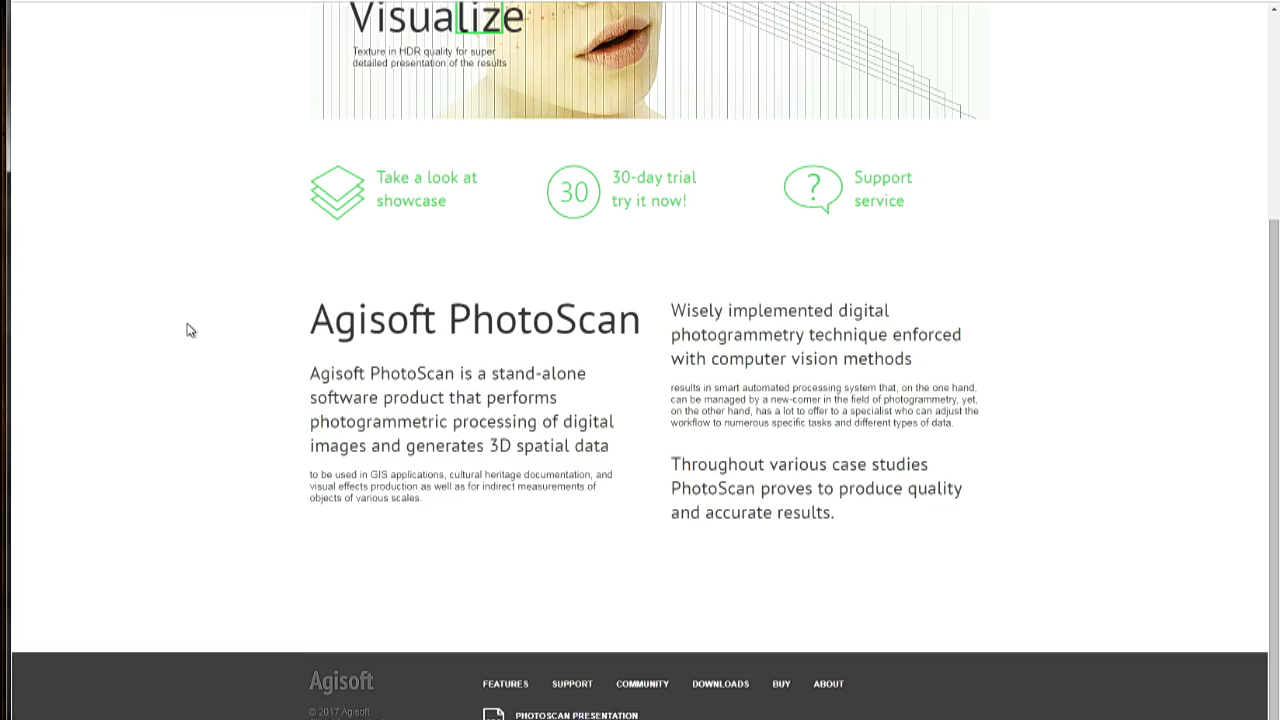 Visualize
Texture in HDR quality for super
detailed presentation of the results
Take a look at
showcase
30
30-day trial
try it now!
?
Support
service
Agisoft PhotoScan
Agisoft PhotoScan is a stand-alone
software product that performs
photogrammetric processing of digital
images and generates 3D spatial data
to be used in GIS applications, cultural heritage documentation, and
visual effects production as well as for indirect measurements of
objects of various scales.
Wisely implemented digital
photogrammetry technique enforced
with computer vision methods
results in smart automated processing system that, on the one hand,
can be managed by a new-comer in the field of photogrammetry, yet,
on the other hand, has a lot to offer to a specialist who can adjust the
workflow to numerous specific tasks and different types of data.
Throughout various case studies
PhotoScan proves to produce quality
and accurate results.
Agisoft
© 2017 Agisoft
FEATURES SUPPORT COMMUNITY DOWNLOADS BUY ABOUT
PHOTOSCAN PRESENTATION